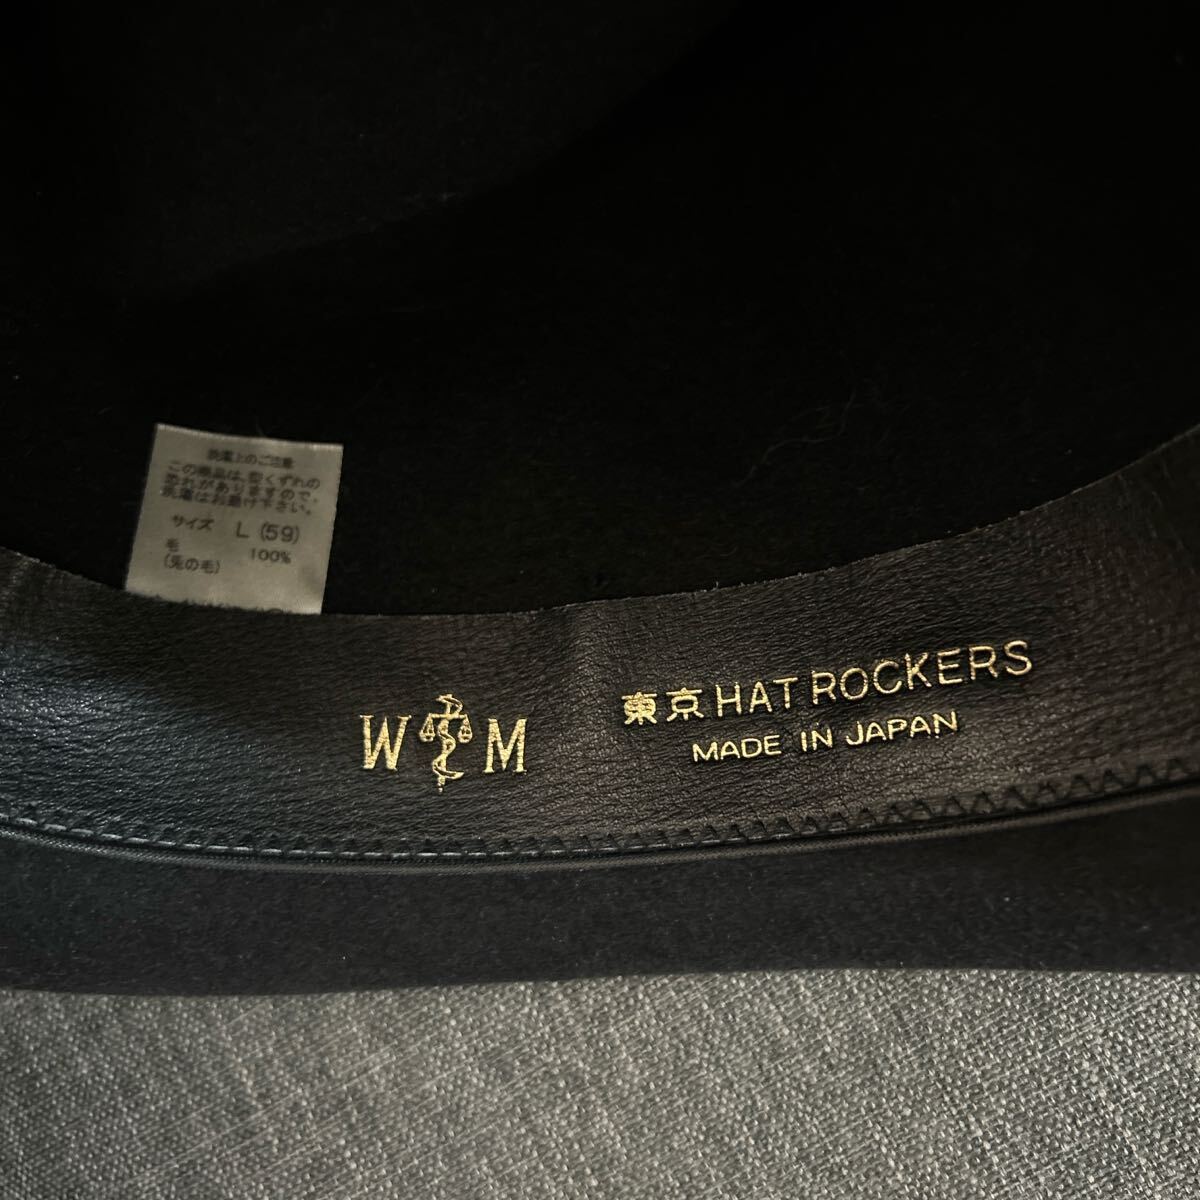 洗濯上のご注意
この商品は、型くずれの
恐れがありますので、
洗濯はお避け下さい。
サイズ L (59)
毛 100%
(兎の毛)
W M
東京 HAT ROCKERS
MADE IN JAPAN